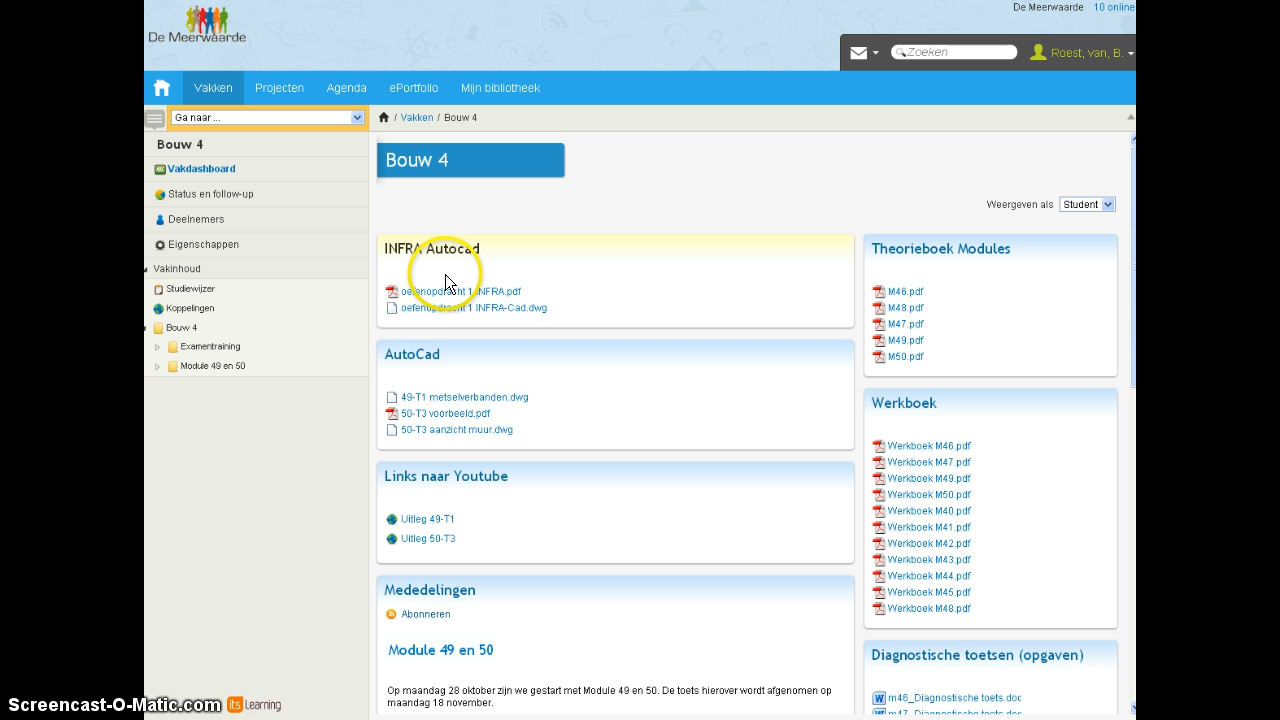 De Meerwaarde 10 online
De Meerwaarde
Zoeken
Roest, van, B.
Vakken
Projecten
Agenda
ePortfolio
Mijn bibliotheek
Ga naar ...
/ Vakken / Bouw 4
Bouw 4
Vakdashboard
Status en follow-up
Deelnemers
Eigenschappen
Vakinhoud
Studiewijzer
Koppelingen
Bouw 4
Examentraining
Module 49 en 50
Bouw 4
Weergeven als Student
INFRA Autocad
oefenopdracht 1 INFRA.pdf
oefenopdracht 1 INFRA-Cad.dwg
AutoCad
49-T1 metselverbanden.dwg
50-T3 voorbeeld.pdf
50-T3 aanzicht muur.dwg
Links naar Youtube
Uitleg 49-T1
Uitleg 50-T3
Mededelingen
Abonneren
Module 49 en 50
Op maandag 28 oktober zijn we gestart met Module 49 en 50. De toets hierover wordt afgenomen op
maandag 18 november.
Theorieboek Modules
M46.pdf
M48.pdf
M47.pdf
M49.pdf
M50.pdf
Werkboek
Werkboek M46.pdf
Werkboek M47.pdf
Werkboek M49.pdf
Werkboek M50.pdf
Werkboek M40.pdf
Werkboek M41.pdf
Werkboek M42.pdf
Werkboek M43.pdf
Werkboek M44.pdf
Werkboek M45.pdf
Werkboek M48.pdf
Diagnostische toetsen (opgaven)
m46_Diagnostische toets.doc
m47_Diagnostische toets.doc
Screencast-O-Matic.com
its Learning